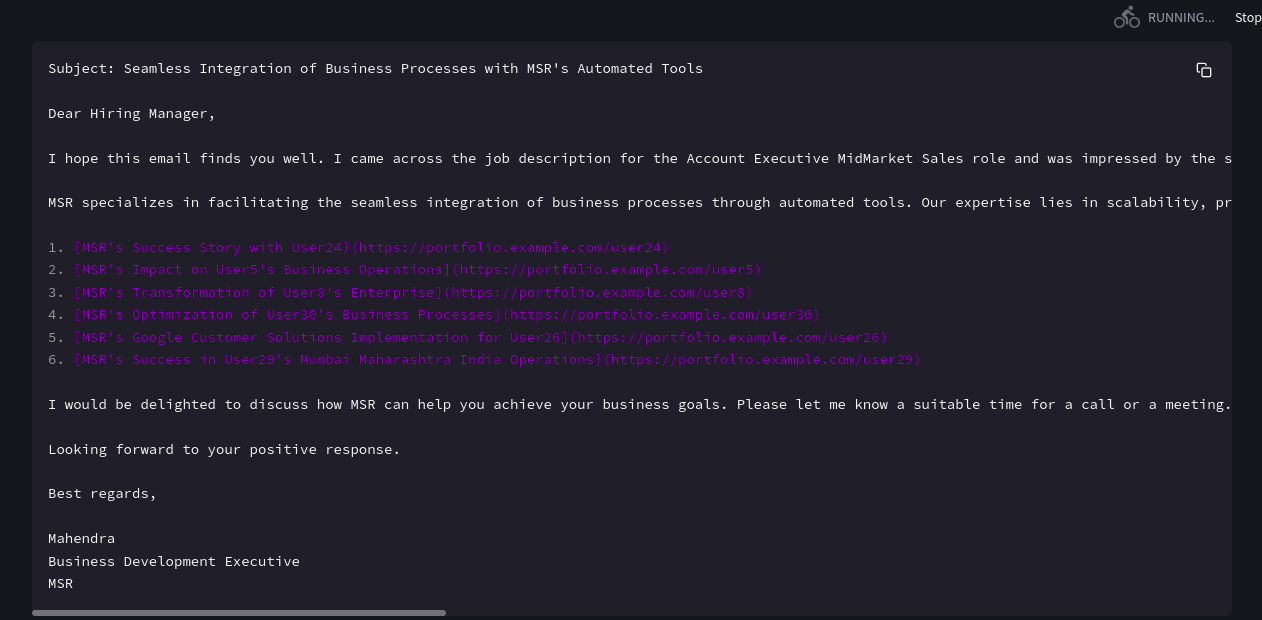 RUNNING...
Stop
Subject: Seamless Integration of Business Processes with MSR's Automated Tools
Dear Hiring Manager,
I hope this email finds you well. I came across the job description for the Account Executive MidMarket Sales role and was impressed by the s
MSR specializes in facilitating the seamless integration of business processes through automated tools. Our expertise lies in scalability, pr
1. [MSR's Success Story with User24](https://portfolio.example.com/user24)
2. [MSR's Impact on User5's Business Operations](https://portfolio.example.com/user5)
3. [MSR's Transformation of User8's Enterprise](https://portfolio.example.com/user8)
4. [MSR's Optimization of User30's Business Processes](https://portfolio.example.com/user30)
5. [MSR's Google Customer Solutions Implementation for User26](https://portfolio.example.com/user26)
6. [MSR's Success in User29's Mumbai Maharashtra India Operations](https://portfolio.example.com/user29)
I would be delighted to discuss how MSR can help you achieve your business goals. Please let me know a suitable time for a call or a meeting.
Looking forward to your positive response.
Best regards,
Mahendra
Business Development Executive
MSR